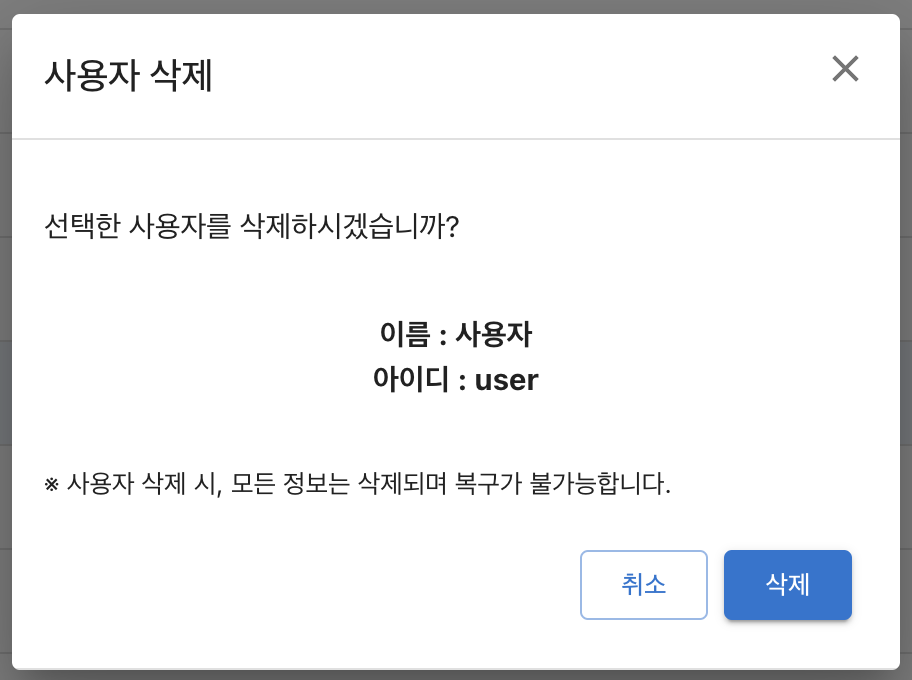 사용자 삭제
선택한 사용자를 삭제하시겠습니까?
이름 : 사용자
아이디 : user
※ 사용자 삭제 시, 모든 정보는 삭제되며 복구가 불가능합니다.
취소
삭제